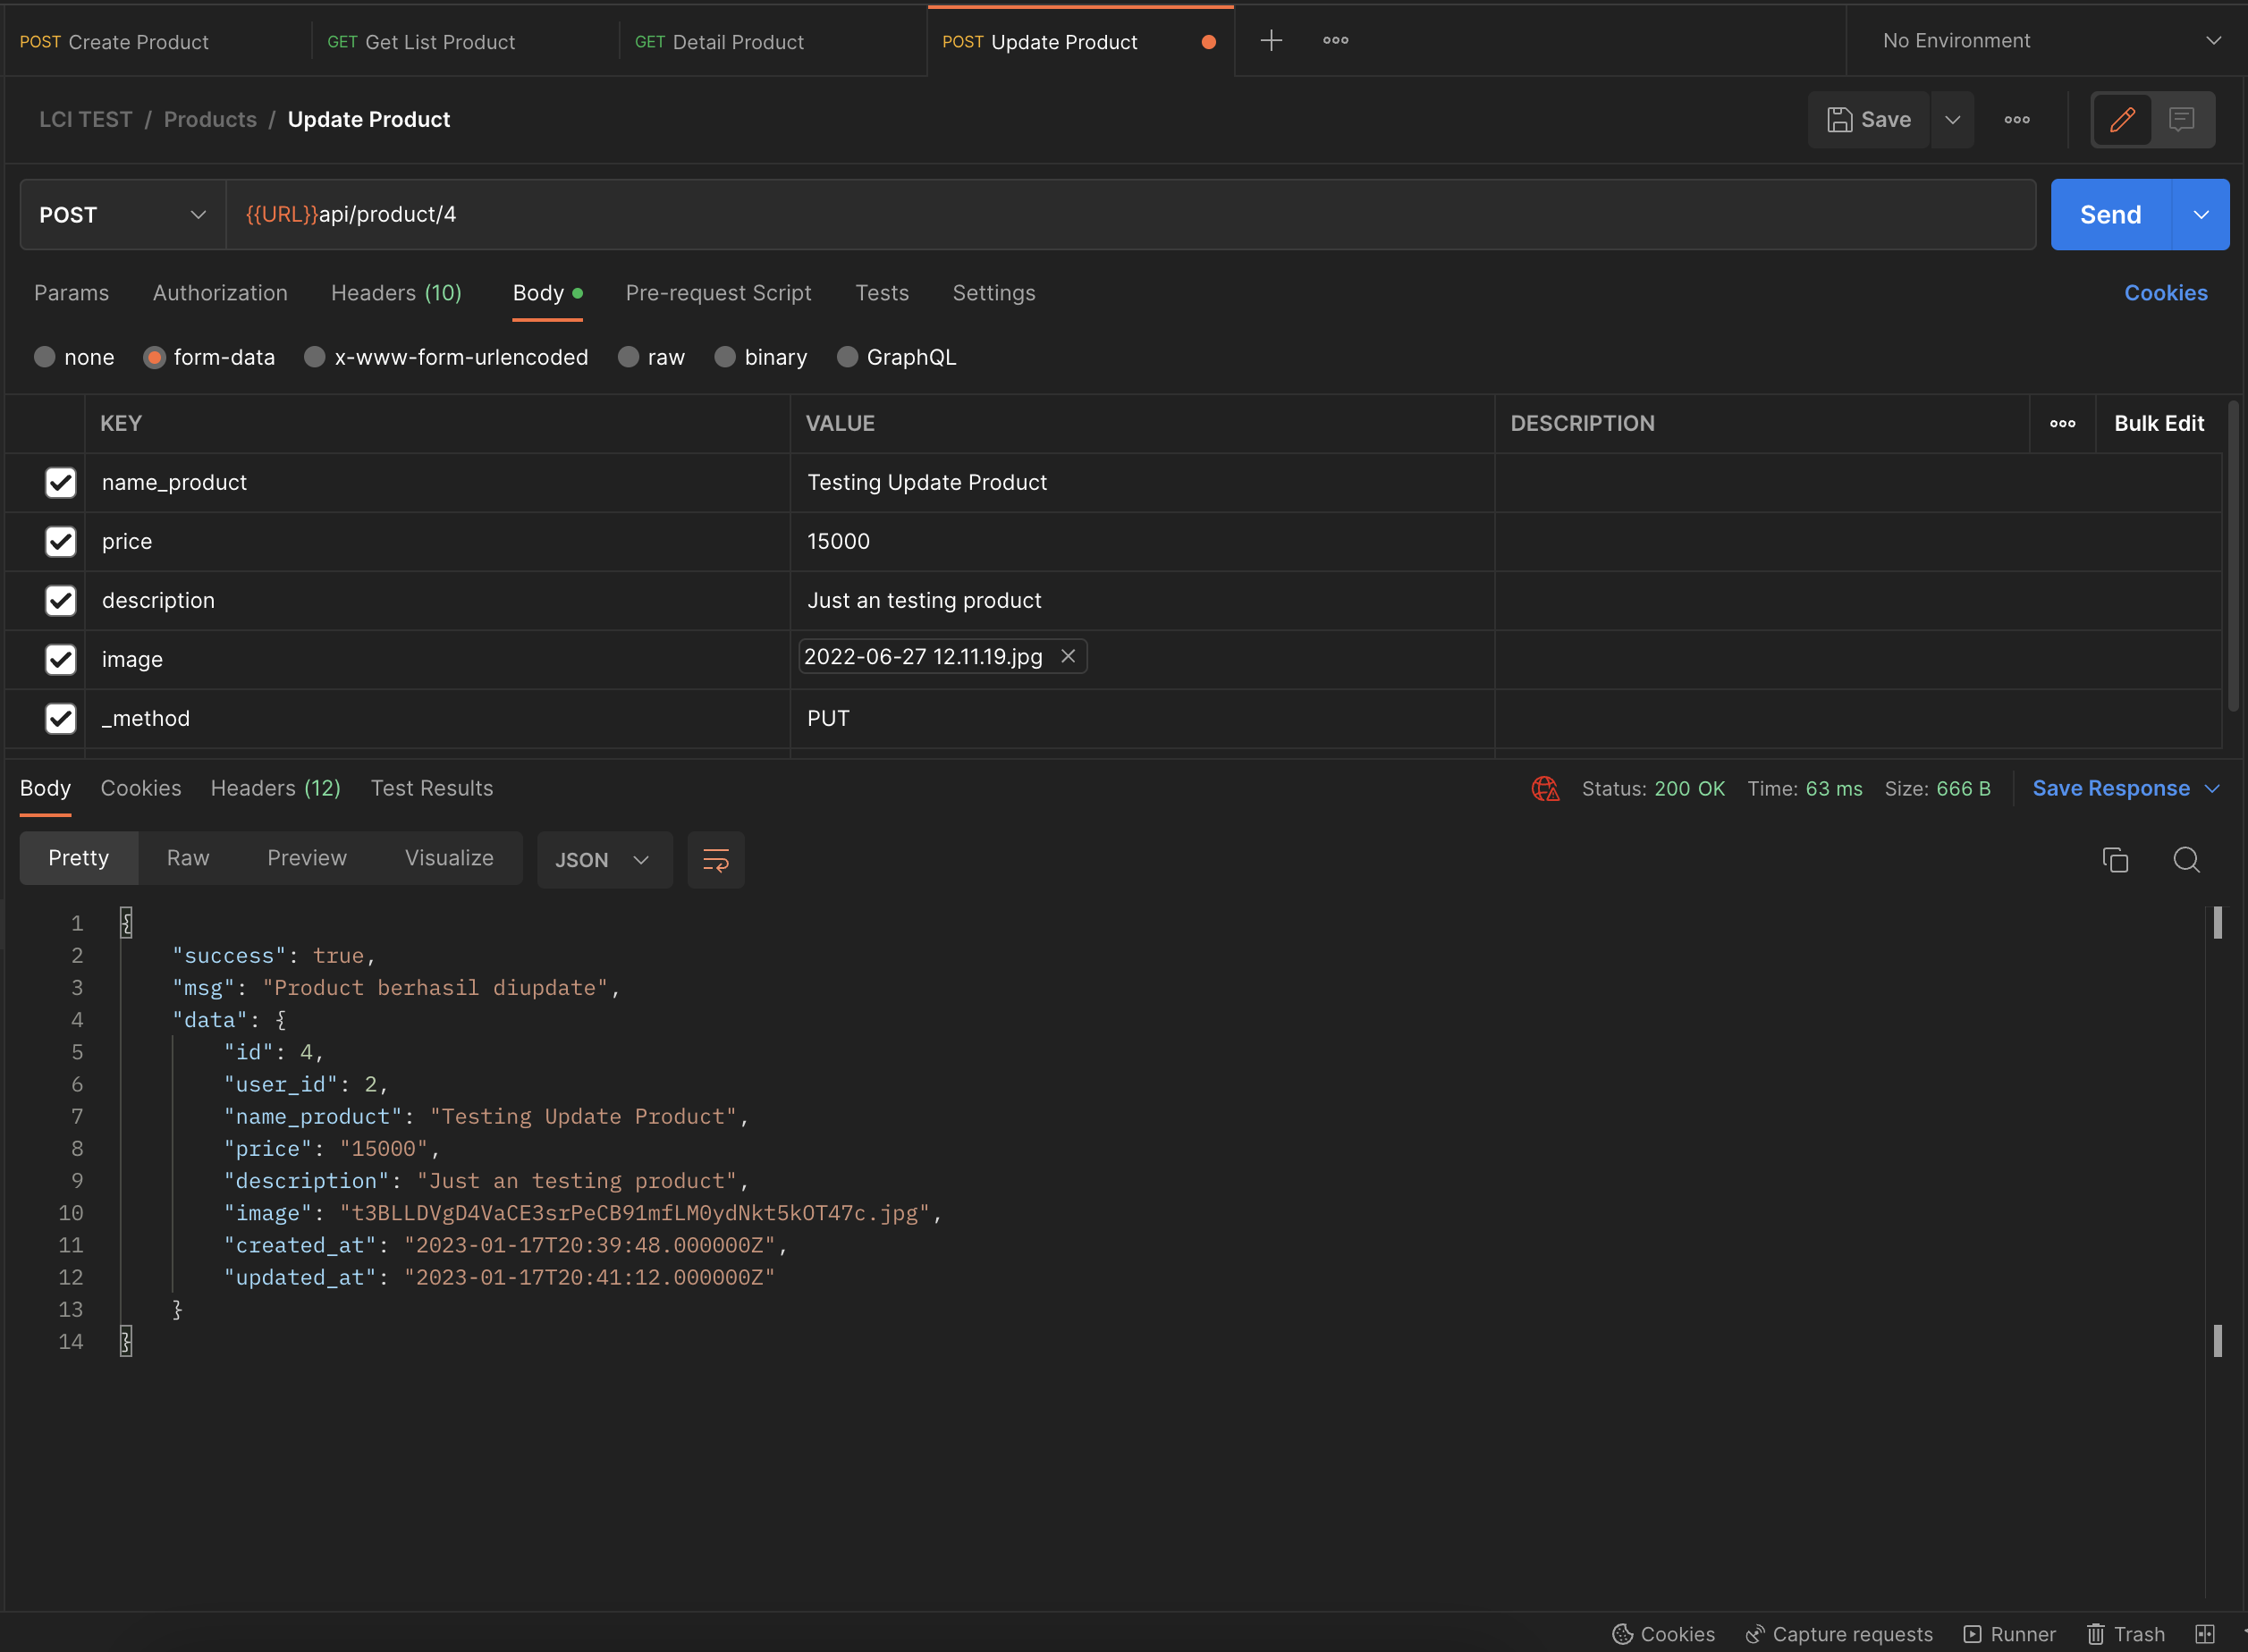 POST Create Product GET Get List Product GET Detail Product POST Update Product No Environment
LCI TEST / Products / Update Product Save
POST {{URL}}api/product/4 Send
Params Authorization Headers (10) Body Pre-request Script Tests Settings Cookies
none form-data x-www-form-urlencoded raw binary GraphQL
KEY VALUE DESCRIPTION Bulk Edit
name_product Testing Update Product
price 15000
description Just an testing product
image 2022-06-27 12.11.19.jpg
_method PUT
Body Cookies Headers (12) Test Results Status: 200 OK Time: 63 ms Size: 666 B Save Response
Pretty Raw Preview Visualize JSON
1 {
2 "success": true,
3 "msg": "Product berhasil diupdate",
4 "data": {
5 "id": 4,
6 "user_id": 2,
7 "name_product": "Testing Update Product",
8 "price": "15000",
9 "description": "Just an testing product",
10 "image": "t3BLLDVgD4VaCE3srPeCB91mfLM0ydNkt5kOT47c.jpg",
11 "created_at": "2023-01-17T20:39:48.000000Z",
12 "updated_at": "2023-01-17T20:41:12.000000Z"
13 }
14 }
Cookies Capture requests Runner Trash